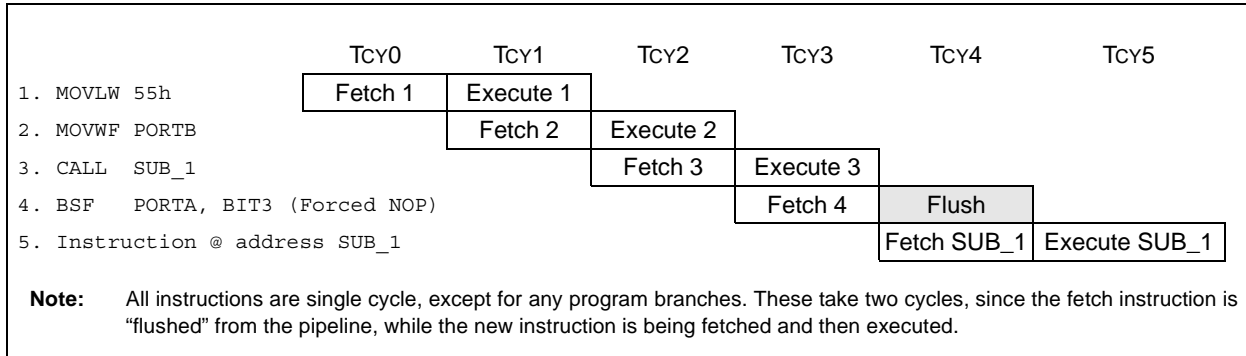 TCY0 TCY1 TCY2 TCY3 TCY4 TCY5
1. MOVLW 55h Fetch 1 Execute 1
2. MOVWF PORTB Fetch 2 Execute 2
3. CALL SUB_1 Fetch 3 Execute 3
4. BSF PORTA, BIT3 (Forced NOP) Fetch 4 Flush
5. Instruction @ address SUB_1 Fetch SUB_1 Execute SUB_1
Note: All instructions are single cycle, except for any program branches. These take two cycles, since the fetch instruction is
“flushed” from the pipeline, while the new instruction is being fetched and then executed.